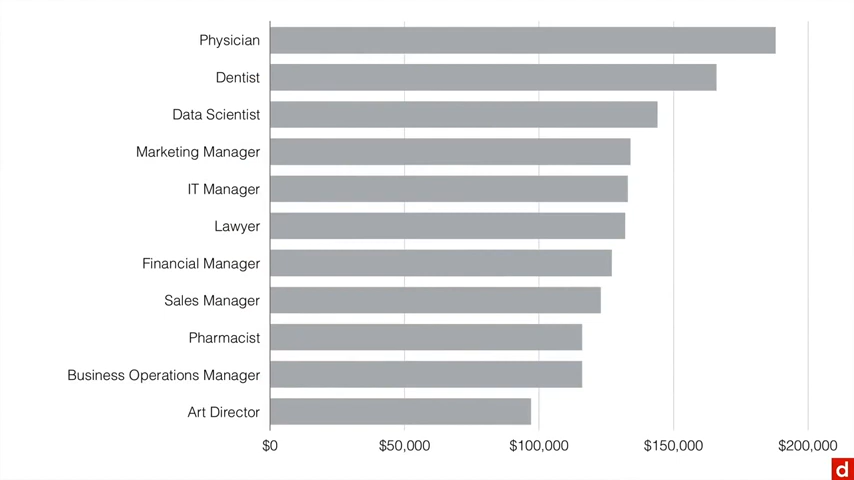 Physician
Dentist
Data Scientist
Marketing Manager
IT Manager
Lawyer
Financial Manager
Sales Manager
Pharmacist
Business Operations Manager
Art Director
$0 $50,000 $100,000 $150,000 $200,000
d